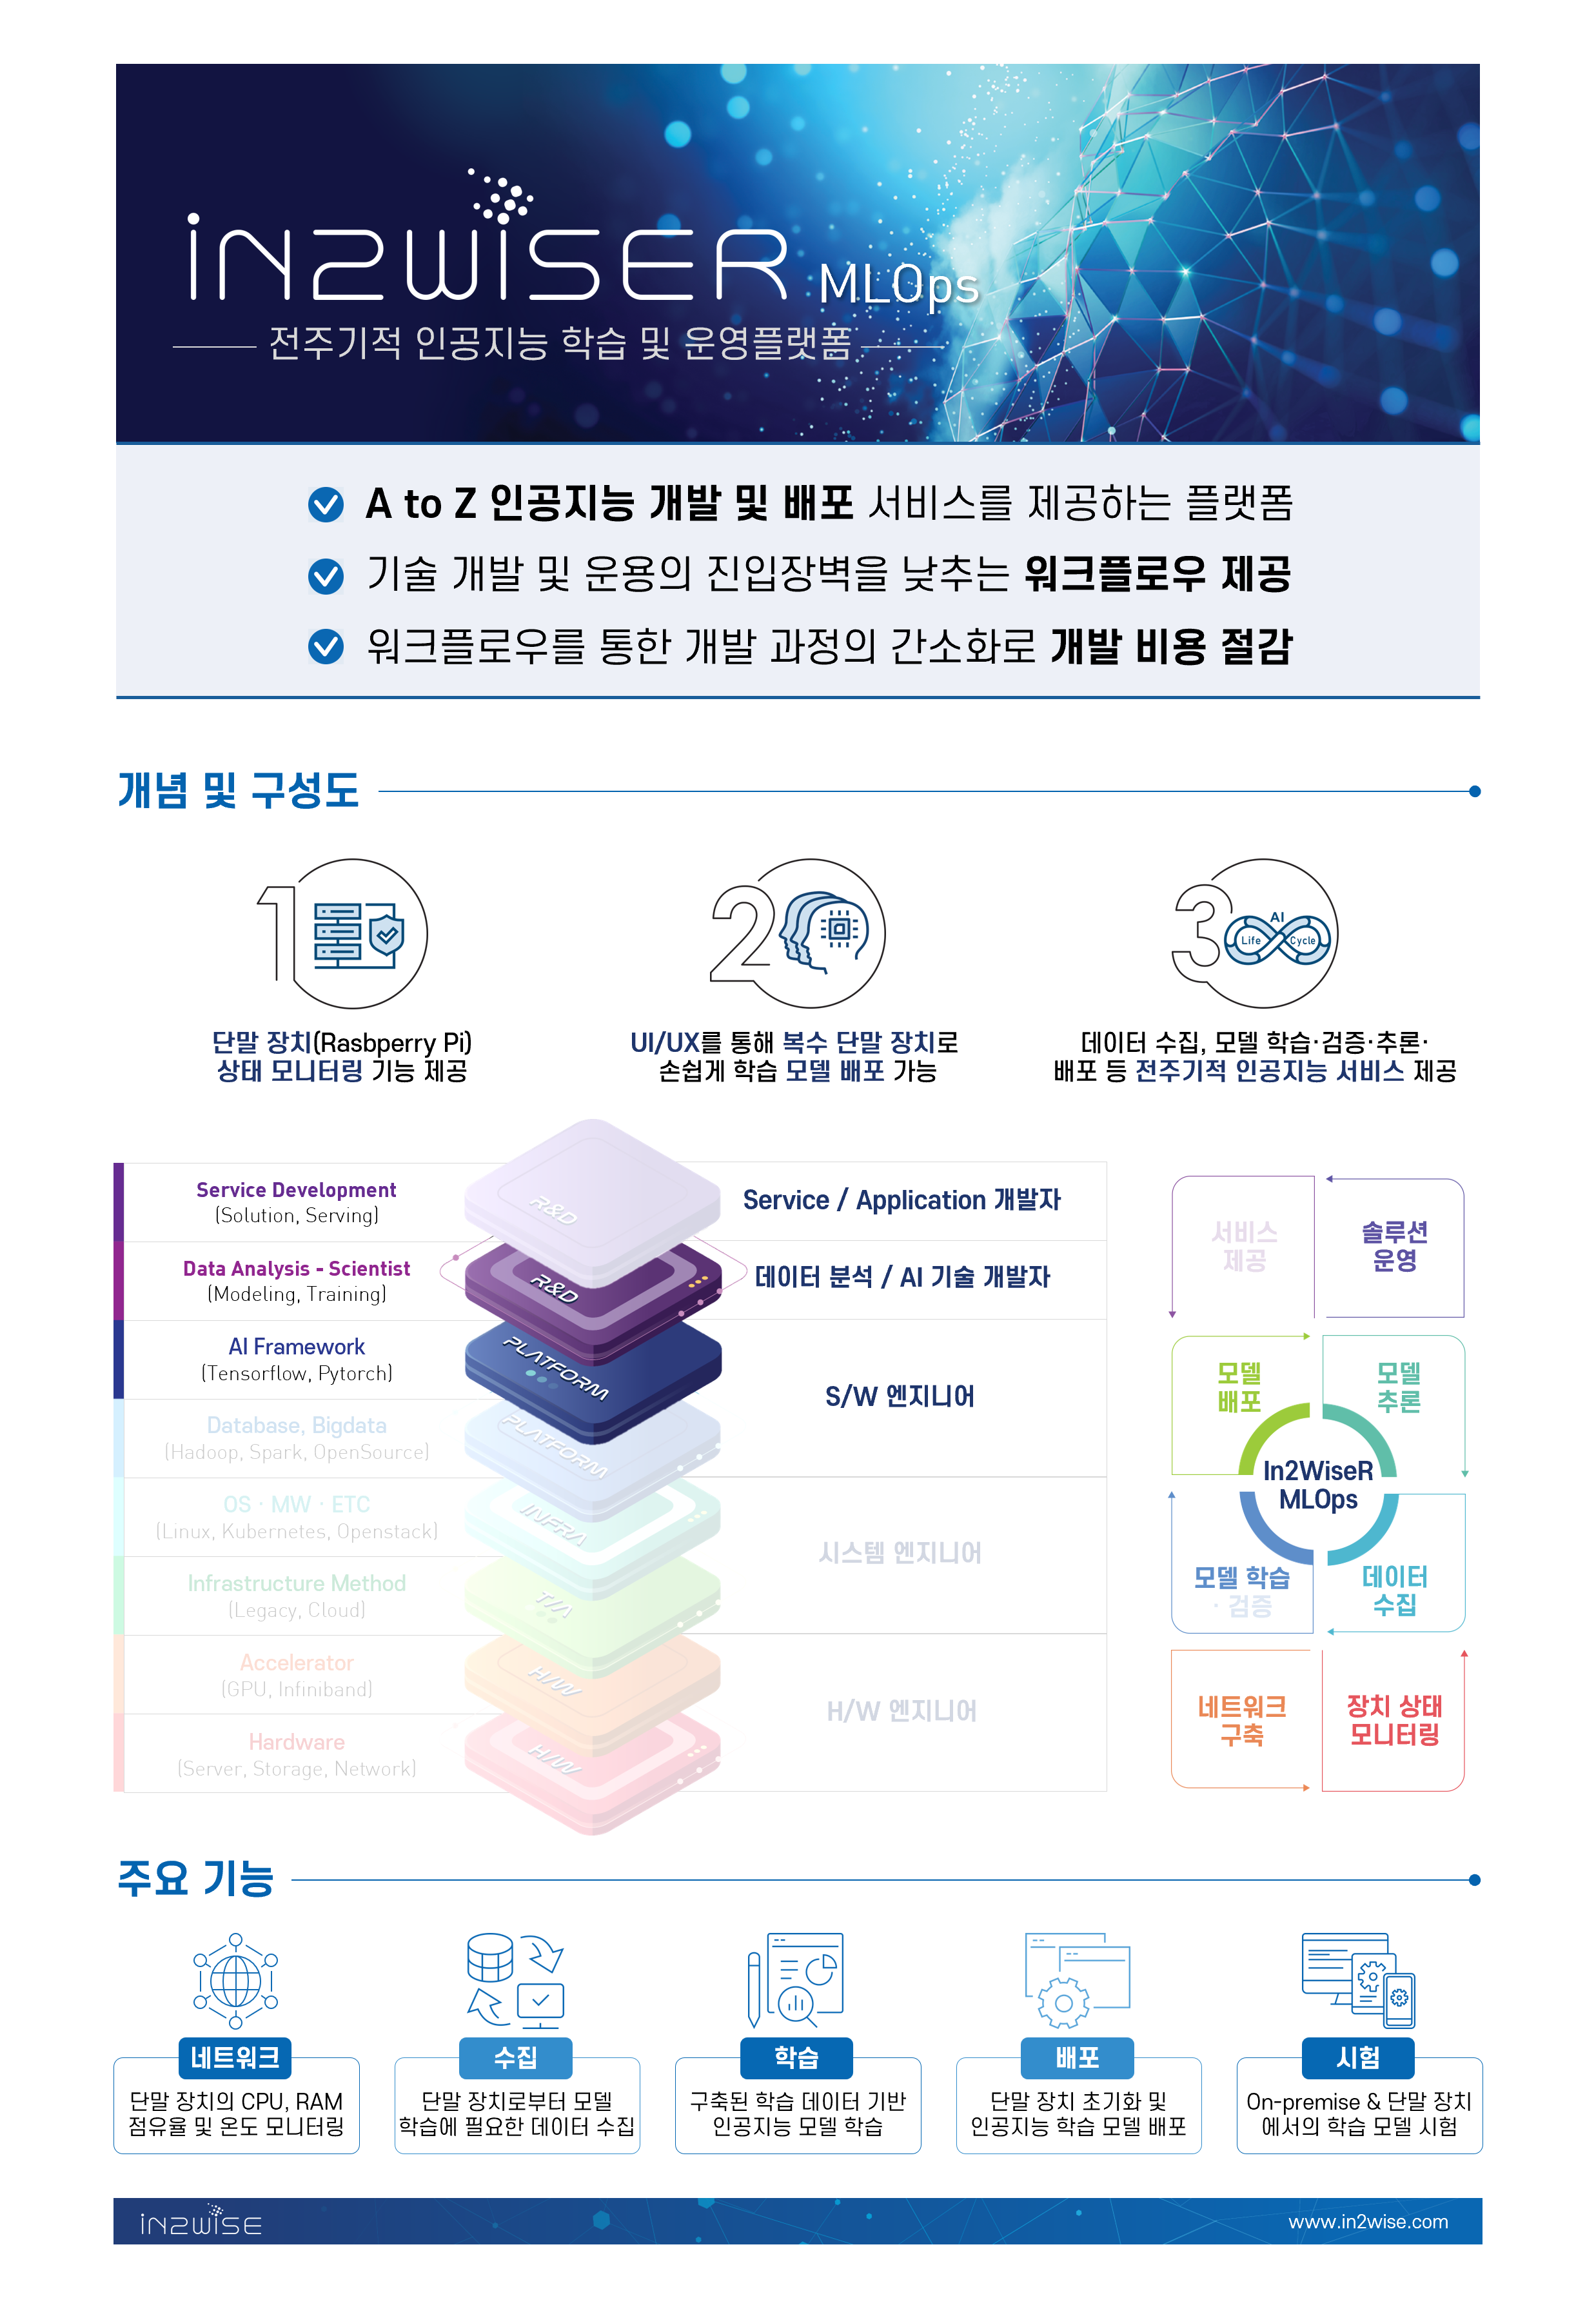 iN2WiSER MLOps
전주기적 인공지능 학습 및 운영플랫폼
A to Z 인공지능 개발 및 배포 서비스를 제공하는 플랫폼
기술 개발 및 운용의 진입장벽을 낮추는 워크플로우 제공
워크플로우를 통한 개발 과정의 간소화로 개발 비용 절감
개념 및 구성도
1
단말 장치(Rasbperry Pi)
상태 모니터링 기능 제공
2
UI/UX를 통해 복수 단말 장치로
손쉽게 학습 모델 배포 가능
3
AI
Life Cycle
데이터 수집, 모델 학습·검증·추론·
배포 등 전주기적 인공지능 서비스 제공
Service Development
(Solution, Serving)
R&D
Service / Application 개발자
Data Analysis - Scientist
(Modeling, Training)
R&D
데이터 분석 / AI 기술 개발자
AI Framework
(Tensorflow, Pytorch)
PLATFORM
S/W 엔지니어
Database, Bigdata
(Hadoop, Spark, OpenSource)
PLATFORM
OS · MW · ETC
(Linux, Kubernetes, Openstack)
INFRA
시스템 엔지니어
Infrastructure Method
(Legacy, Cloud)
T/A
Accelerator
(GPU, Infiniband)
H/W
H/W 엔지니어
Hardware
(Server, Storage, Network)
H/W
서비스
제공
솔루션
운영
모델
배포
모델
추론
In2WiseR
MLOps
모델 학습
· 검증
데이터
수집
네트워크
구축
장치 상태
모니터링
주요 기능
네트워크
단말 장치의 CPU, RAM
점유율 및 온도 모니터링
수집
단말 장치로부터 모델
학습에 필요한 데이터 수집
학습
구축된 학습 데이터 기반
인공지능 모델 학습
배포
단말 장치 초기화 및
인공지능 학습 모델 배포
시험
On-premise & 단말 장치
에서의 학습 모델 시험
iN2WiSE
www.in2wise.com